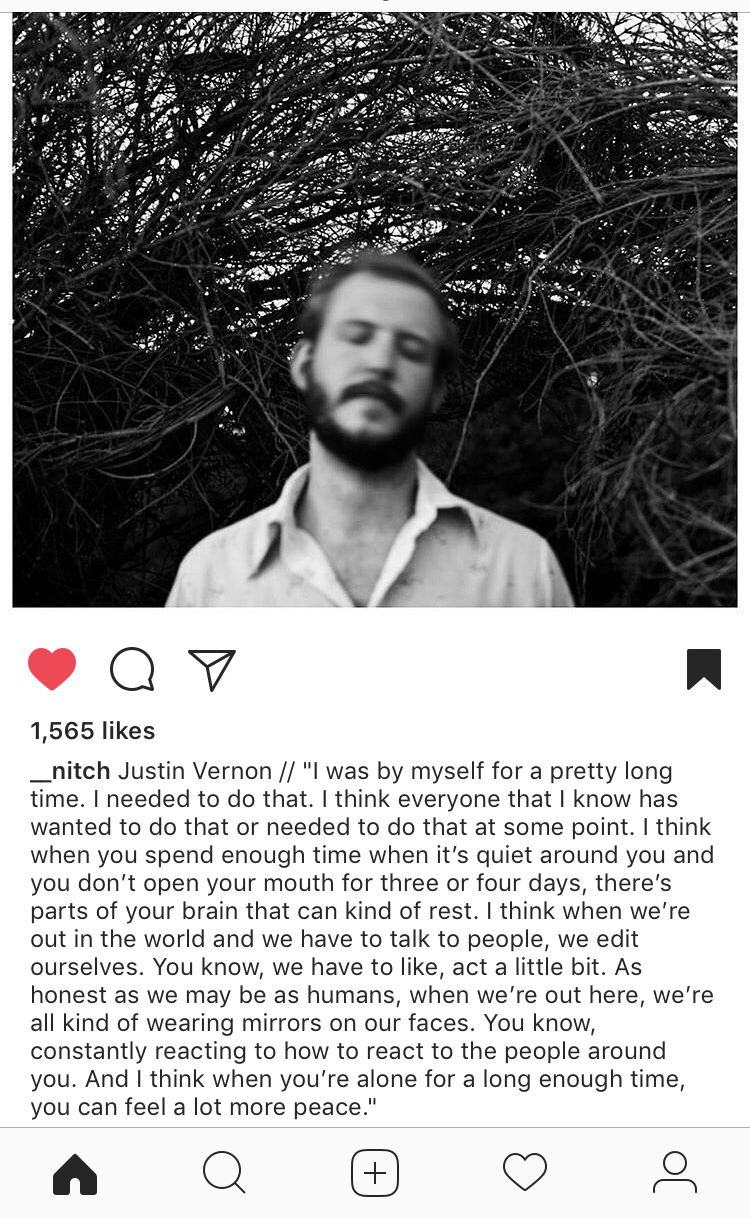 1,565 likes
__nitch Justin Vernon // "I was by myself for a pretty long
time. I needed to do that. I think everyone that I know has
wanted to do that or needed to do that at some point. I think
when you spend enough time when it’s quiet around you and
you don’t open your mouth for three or four days, there’s
parts of your brain that can kind of rest. I think when we’re
out in the world and we have to talk to people, we edit
ourselves. You know, we have to like, act a little bit. As
honest as we may be as humans, when we’re out here, we’re
all kind of wearing mirrors on our faces. You know,
constantly reacting to how to react to the people around
you. And I think when you’re alone for a long enough time,
you can feel a lot more peace."